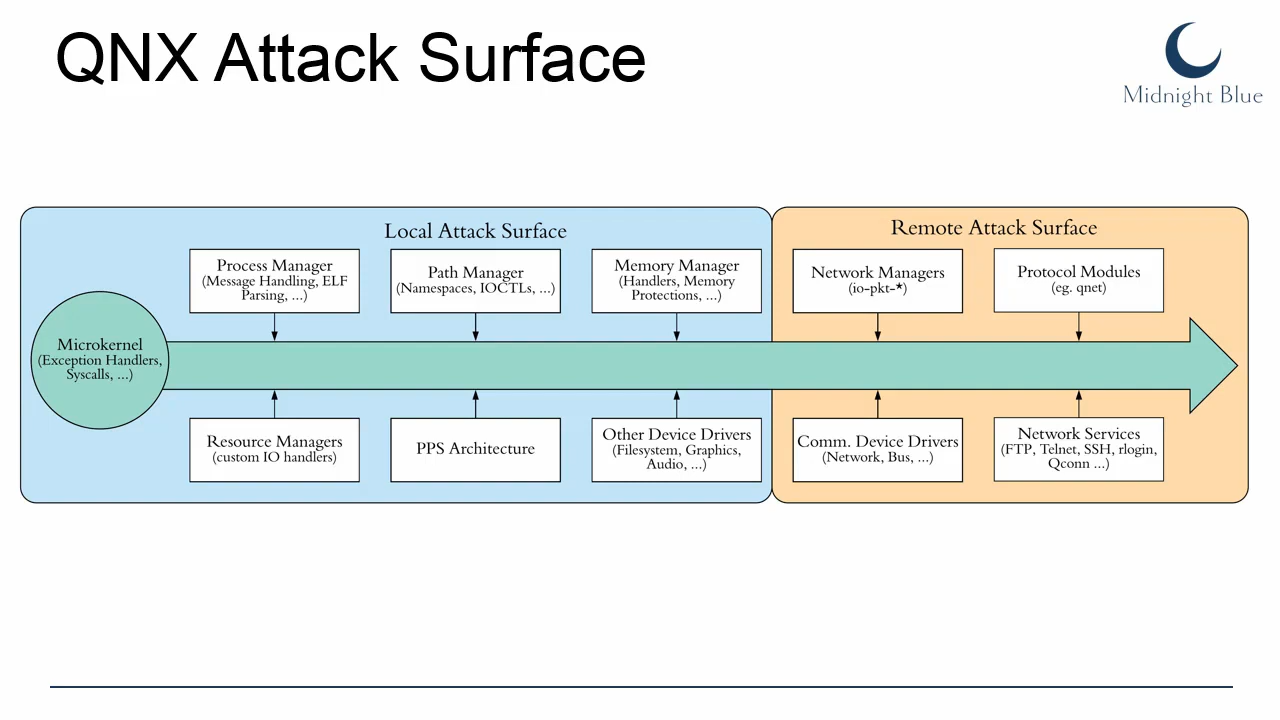 QNX Attack Surface
Midnight Blue
Local Attack Surface
Remote Attack Surface
Process Manager
(Message Handling, ELF
Parsing, ...)
Path Manager
(Namespaces, IOCTLs, ...)
Memory Manager
(Handlers, Memory
Protections, ...)
Network Managers
(io-pkt-*)
Protocol Modules
(eg. qnet)
Microkernel
(Exception Handlers,
Syscalls, ...)
Resource Managers
(custom IO handlers)
PPS Architecture
Other Device Drivers
(Filesystem, Graphics,
Audio, ...)
Comm. Device Drivers
(Network, Bus, ...)
Network Services
(FTP, Telnet, SSH, rlogin,
Qconn ...)